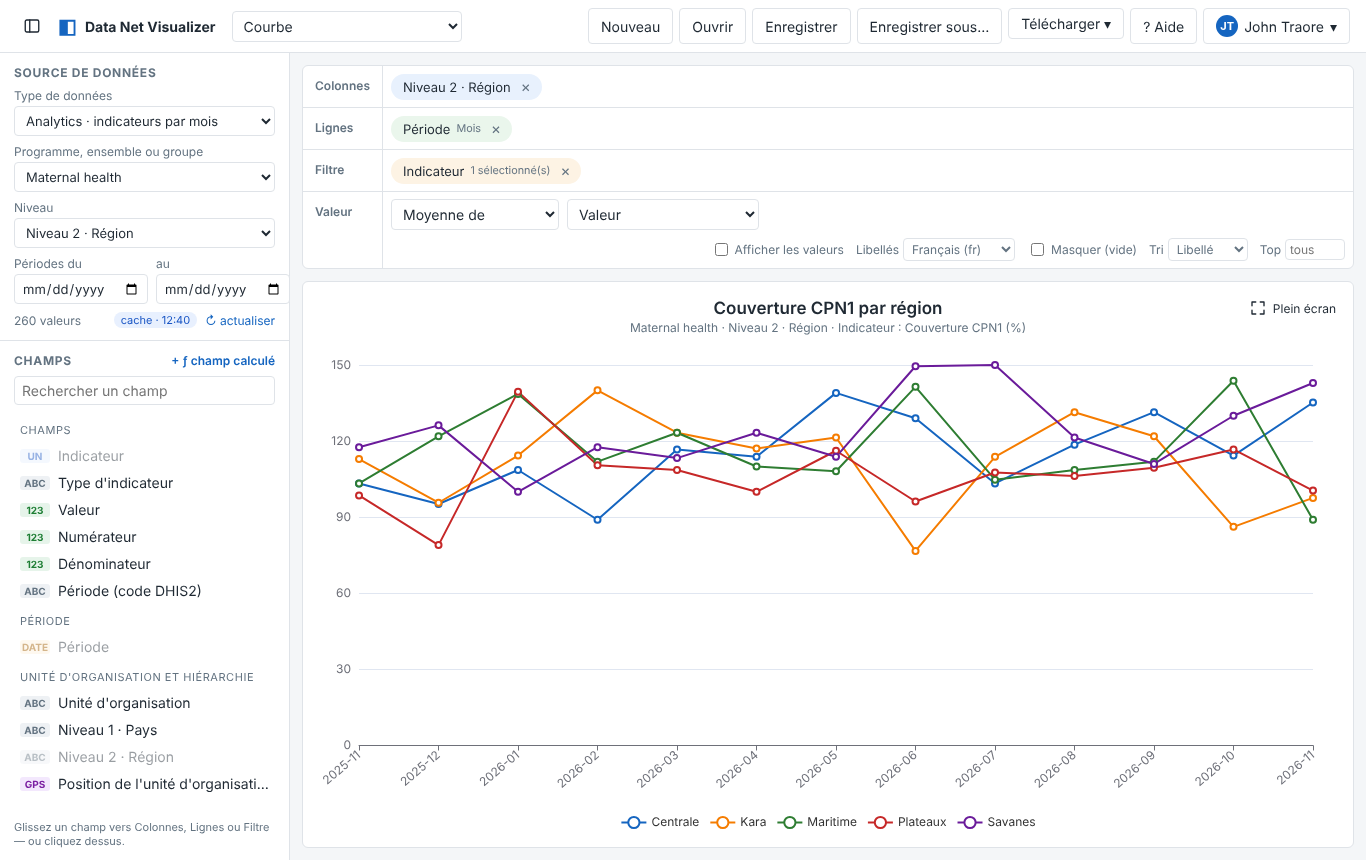 Data Net Visualizer
Courbe
Nouveau
Ouvrir
Enregistrer
Enregistrer sous...
Télécharger ▾
? Aide
JT John Traore ▾
SOURCE DE DONNÉES
Type de données
Analytics · indicateurs par mois
Programme, ensemble ou groupe
Maternal health
Niveau
Niveau 2 · Région
Périodes du au
mm/dd/yyyy mm/dd/yyyy
260 valeurs cache · 12:40 ↻ actualiser
CHAMPS + ƒ champ calculé
Rechercher un champ
CHAMPS
UN Indicateur
ABC Type d'indicateur
123 Valeur
123 Numérateur
123 Dénominateur
ABC Période (code DHIS2)
PÉRIODE
DATE Période
UNITÉ D'ORGANISATION ET HIÉRARCHIE
ABC Unité d'organisation
ABC Niveau 1 · Pays
ABC Niveau 2 · Région
GPS Position de l'unité d'organisati...
Glissez un champ vers Colonnes, Lignes ou Filtre
— ou cliquez dessus.
Colonnes Niveau 2 · Région ×
Lignes Période Mois ×
Filtre Indicateur 1 sélectionné(s) ×
Valeur Moyenne de Valeur
Afficher les valeurs Libellés Français (fr) Masquer (vide) Tri Libellé Top tous
Couverture CPN1 par région
Plein écran
Maternal health · Niveau 2 · Région · Indicateur : Couverture CPN1 (%)
150
120
90
60
30
0
2025-11 2025-12 2026-01 2026-02 2026-03 2026-04 2026-05 2026-06 2026-07 2026-08 2026-09 2026-10 2026-11
Centrale Kara Maritime Plateaux Savanes